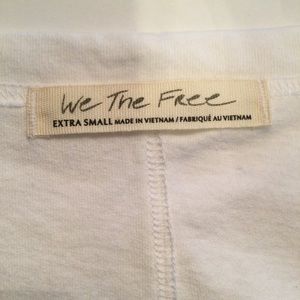 We The Free
EXTRA SMALL MADE IN VIETNAM / FABRIQUÉ AU VIETNAM